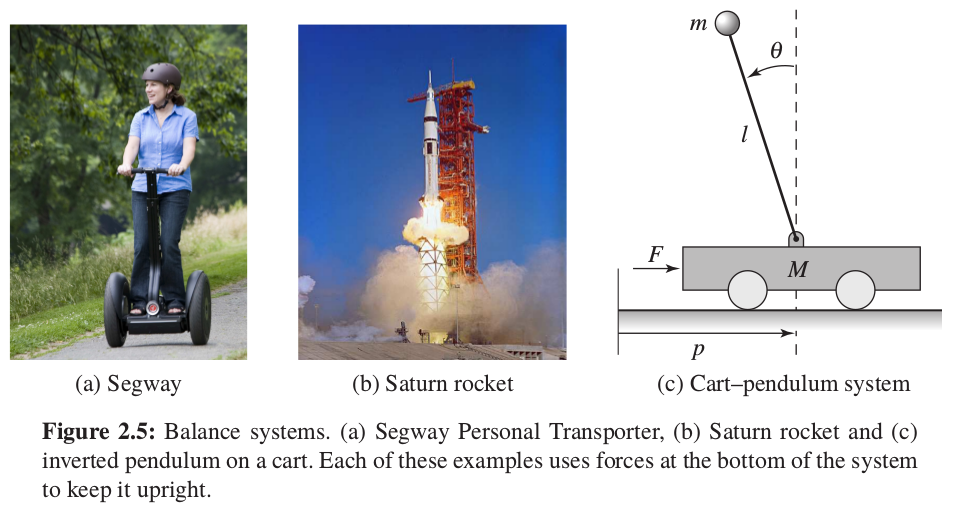 m
θ
l
F
M
p
(a) Segway
(b) Saturn rocket
(c) Cart–pendulum system
Figure 2.5: Balance systems. (a) Segway Personal Transporter, (b) Saturn rocket and (c)
inverted pendulum on a cart. Each of these examples uses forces at the bottom of the system
to keep it upright.